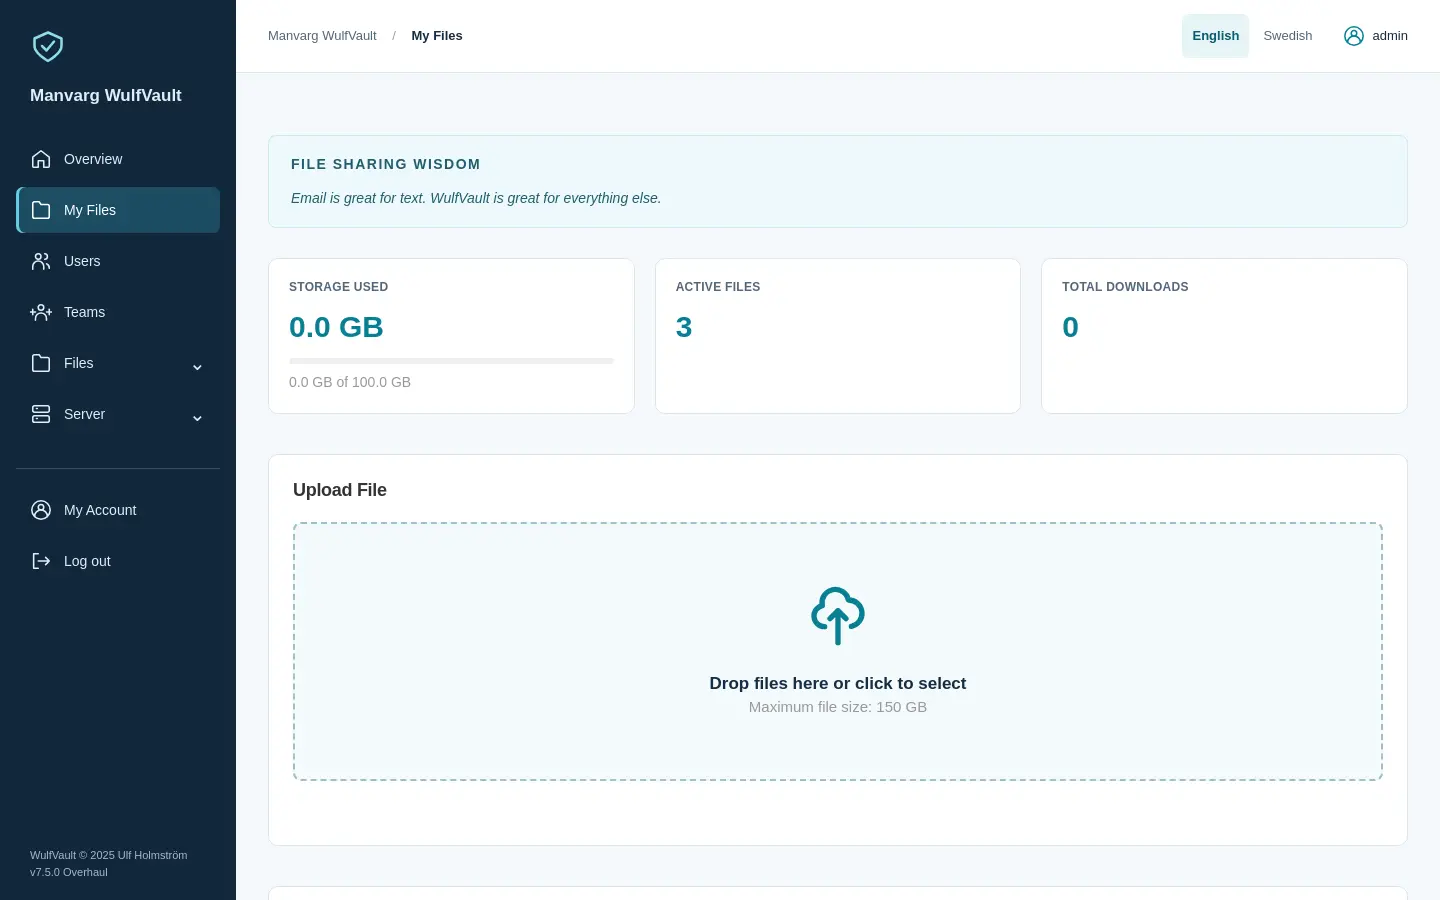 Manvarg WulfVault
Overview
My Files
Users
Teams
Files
Server
My Account
Log out
WulfVault © 2025 Ulf Holmström
v7.5.0 Overhaul
Manvarg WulfVault / My Files
English
Swedish
admin
FILE SHARING WISDOM
Email is great for text. WulfVault is great for everything else.
STORAGE USED
0.0 GB
0.0 GB of 100.0 GB
ACTIVE FILES
3
TOTAL DOWNLOADS
0
Upload File
Drop files here or click to select
Maximum file size: 150 GB